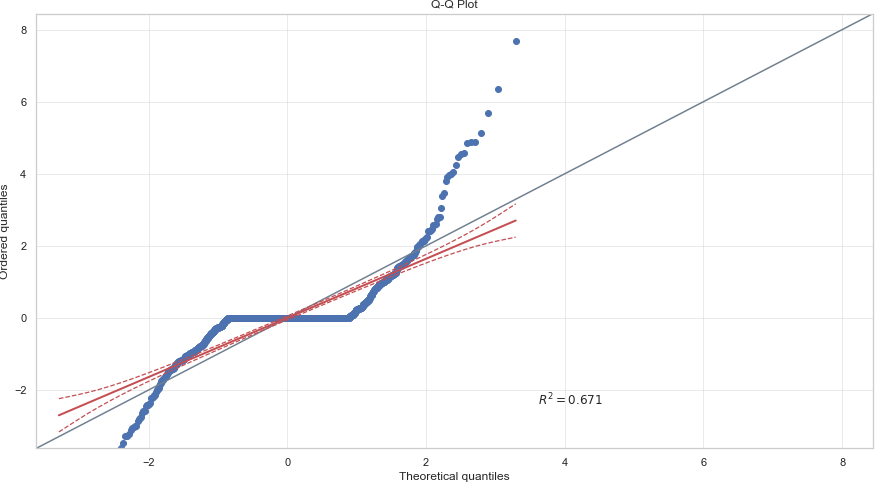 Q-Q Plot
8
6
4
2
0
−2
Ordered quantiles
R² = 0.671
−2 0 2 4 6 8
Theoretical quantiles